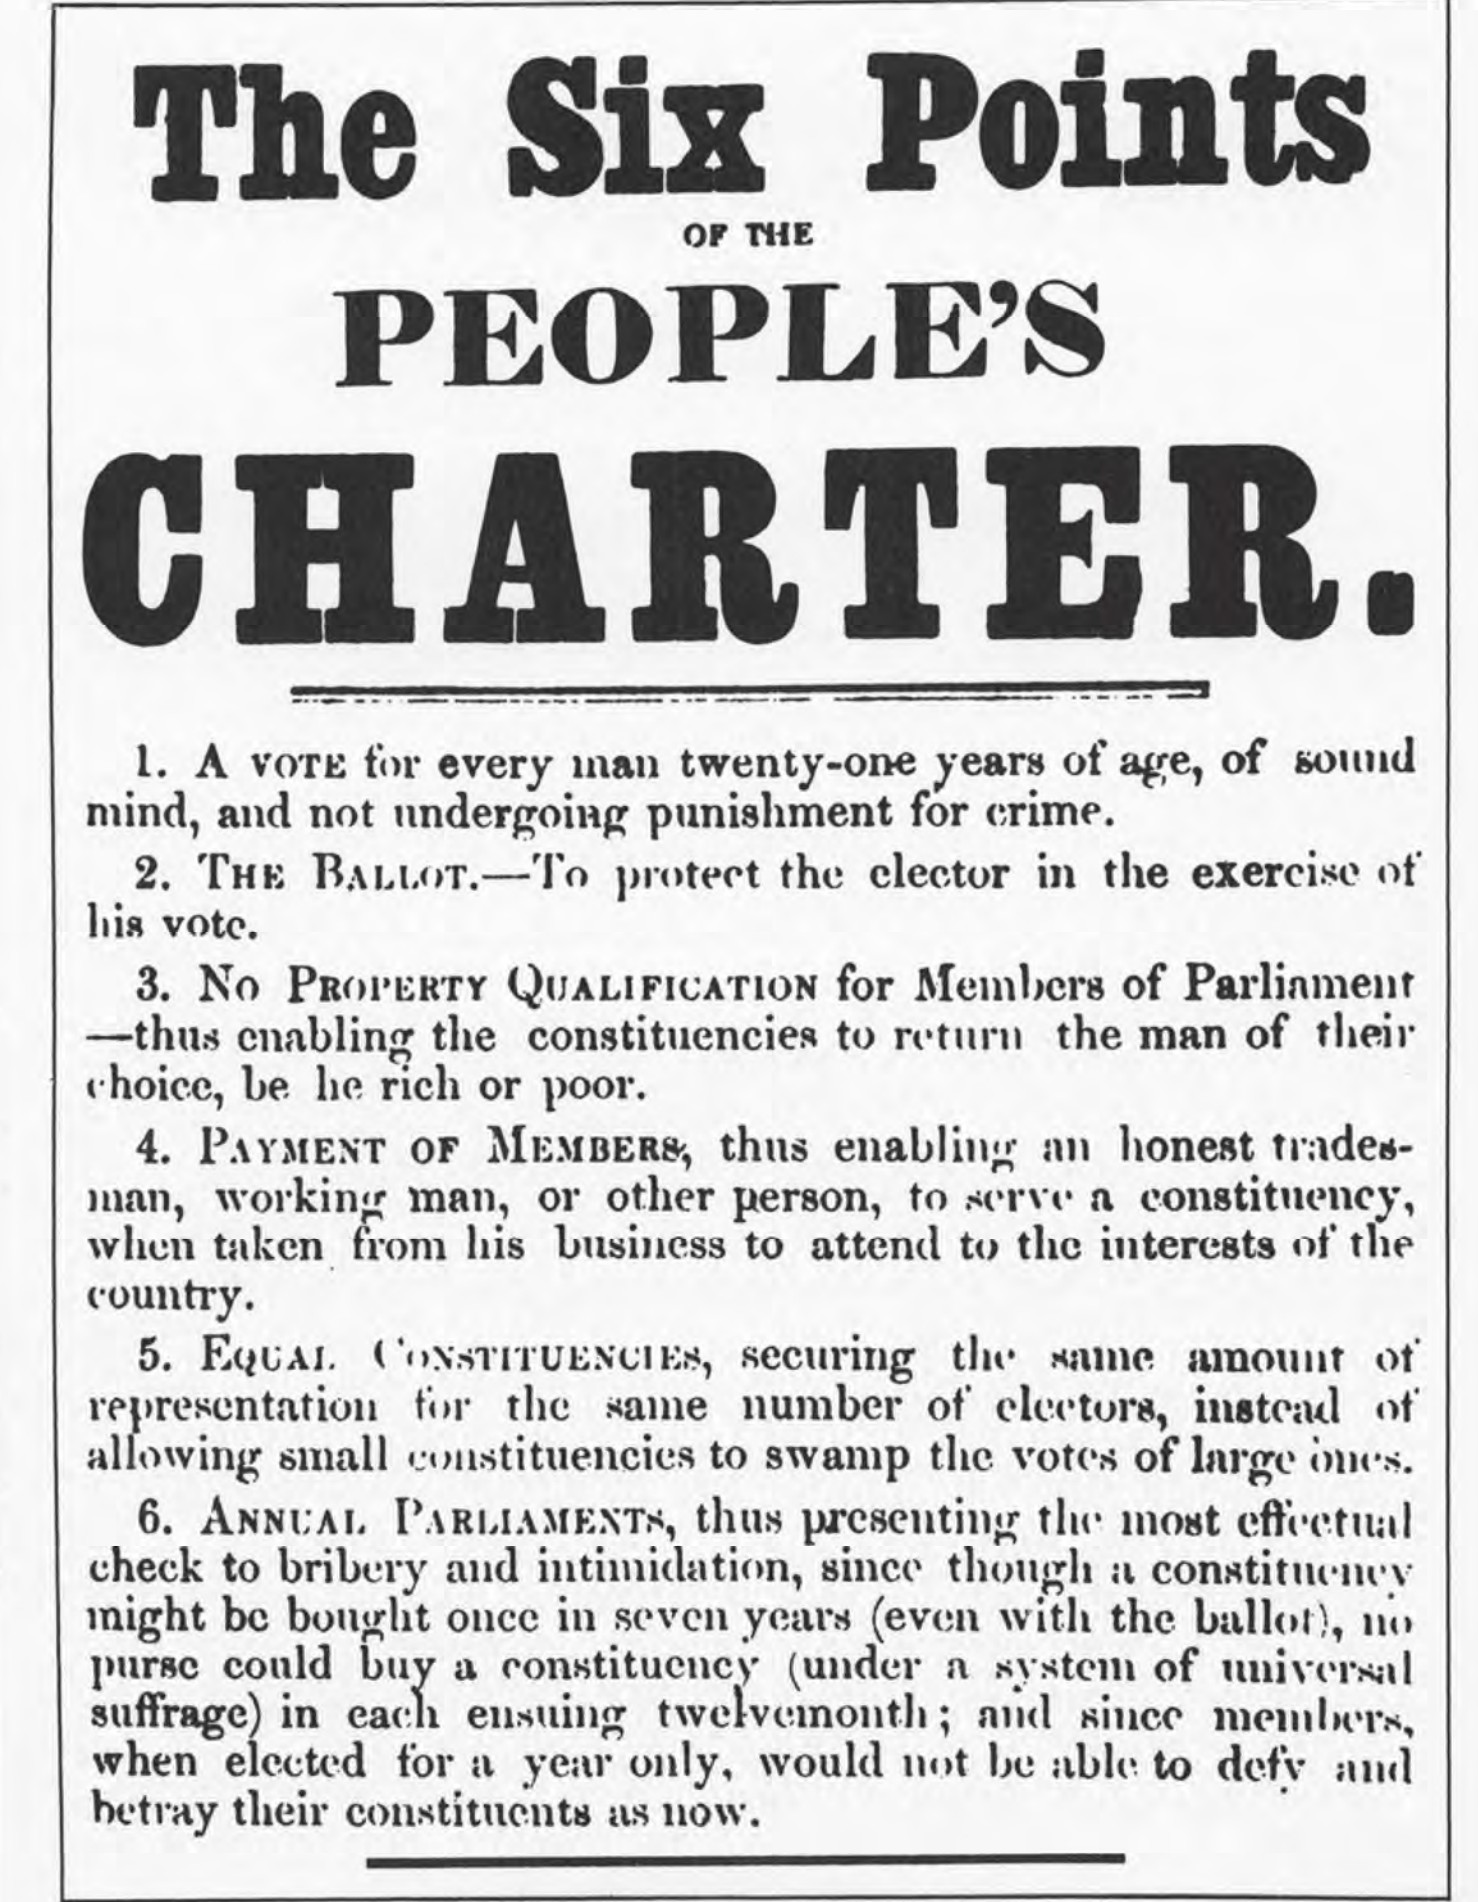 The Six Points
OF THE
PEOPLE'S
CHARTER.
1. A VOTE for every man twenty-one years of age, of sound
mind, and not undergoing punishment for crime.
2. THE BALLOT.—To protect the elector in the exercise of
his vote.
3. NO PROPERTY QUALIFICATION for Members of Parliament
—thus enabling the constituencies to return the man of their
choice, be he rich or poor.
4. PAYMENT OF MEMBERS, thus enabling an honest trades-
man, working man, or other person, to serve a constituency,
when taken from his business to attend to the interests of the
country.
5. EQUAL CONSTITUENCIES, securing the same amount of
representation for the same number of electors, instead of
allowing small constituencies to swamp the votes of large ones.
6. ANNUAL PARLIAMENTS, thus presenting the most effectual
check to bribery and intimidation, since though a constituency
might be bought once in seven years (even with the ballot), no
purse could buy a constituency (under a system of universal
suffrage) in each ensuing twelvemonth; and since members,
when elected for a year only, would not be able to defy and
betray their constituents as now.